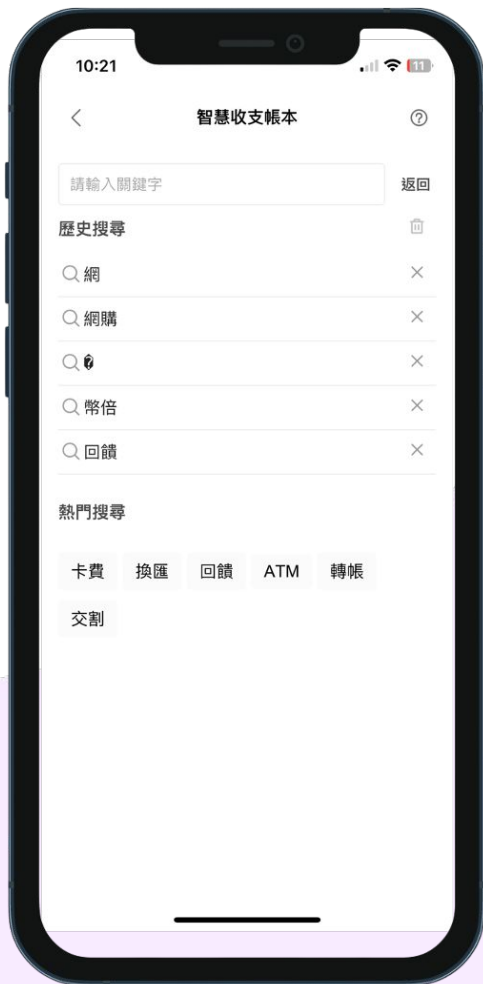 10:21
11
智慧收支帳本
請輸入關鍵字
返回
歷史搜尋
網
網購
�
幣倍
回饋
熱門搜尋
卡費 換匯 回饋 ATM 轉帳
交割